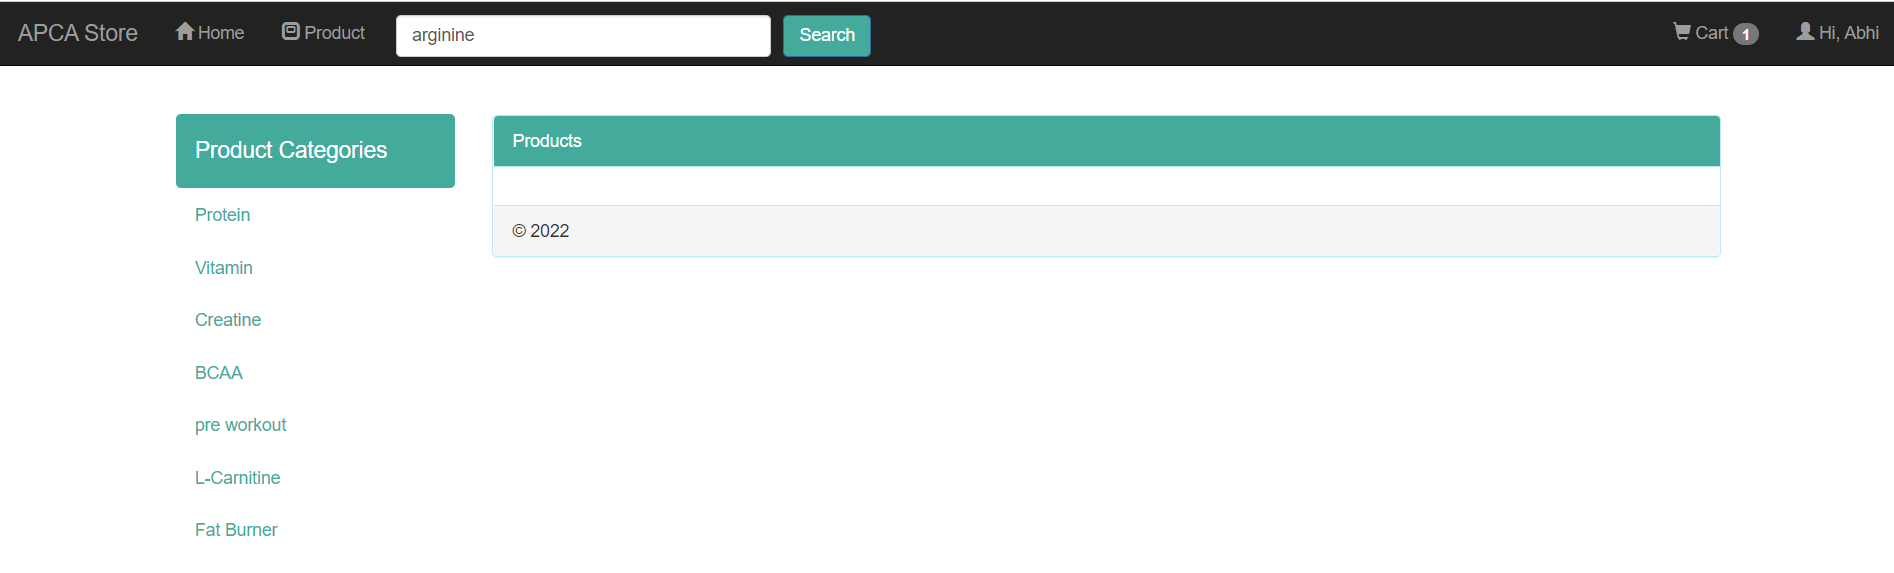 APCA Store Home Product arginine Search Cart 1 Hi, Abhi
Product Categories
Protein
Vitamin
Creatine
BCAA
pre workout
L-Carnitine
Fat Burner
Products
© 2022